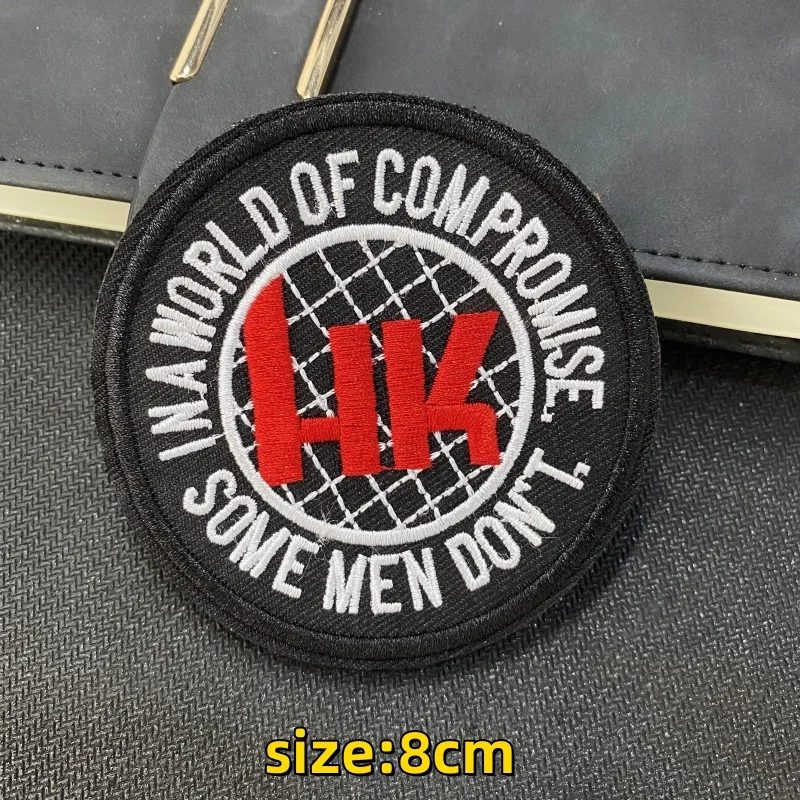 IN A WORLD OF COMPROMISE.
HK
SOME MEN DON'T.
size:8cm